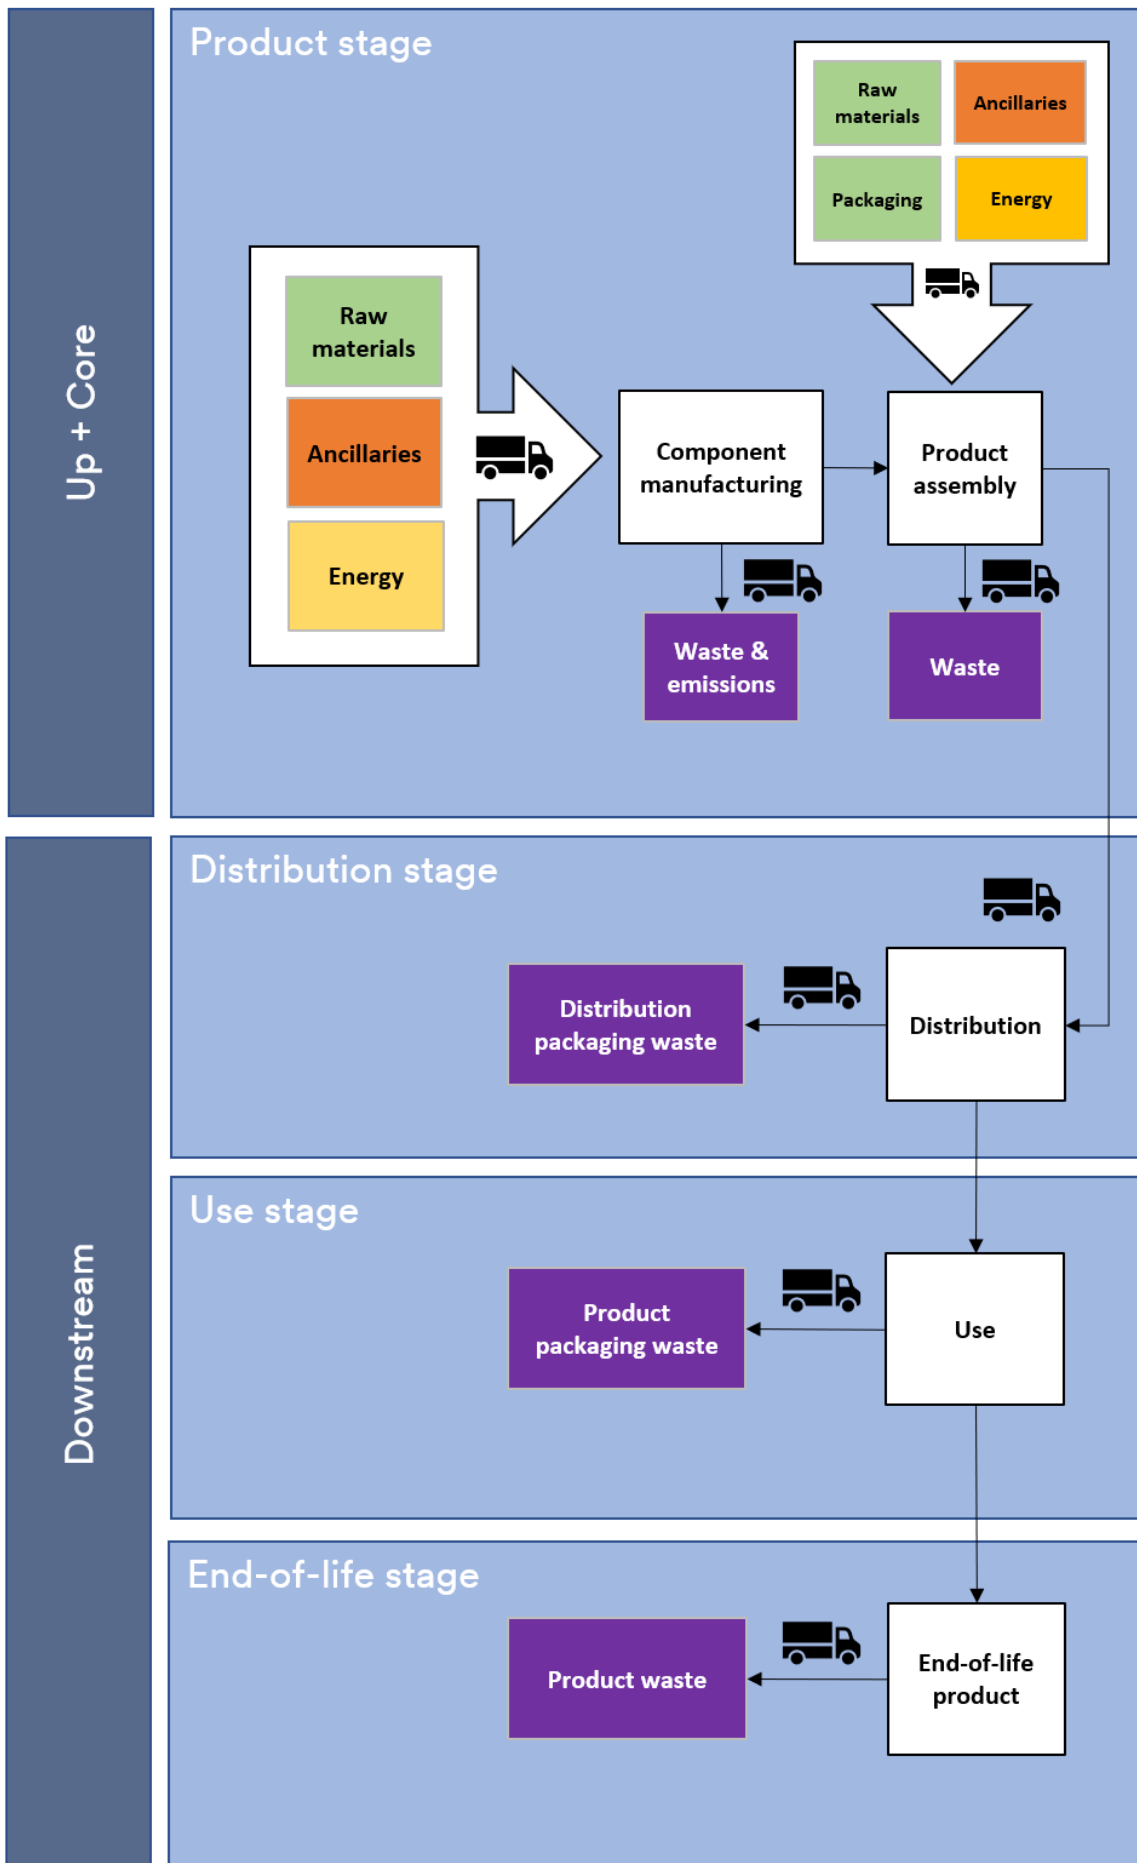 Up + Core
Product stage
Raw
materials
Ancillaries
Packaging
Energy
Raw
materials
Ancillaries
Energy
Component
manufacturing
Product
assembly
Waste &
emissions
Waste
Downstream
Distribution stage
Distribution
packaging waste
Distribution
Use stage
Product
packaging waste
Use
End-of-life stage
Product waste
End-of-life
product